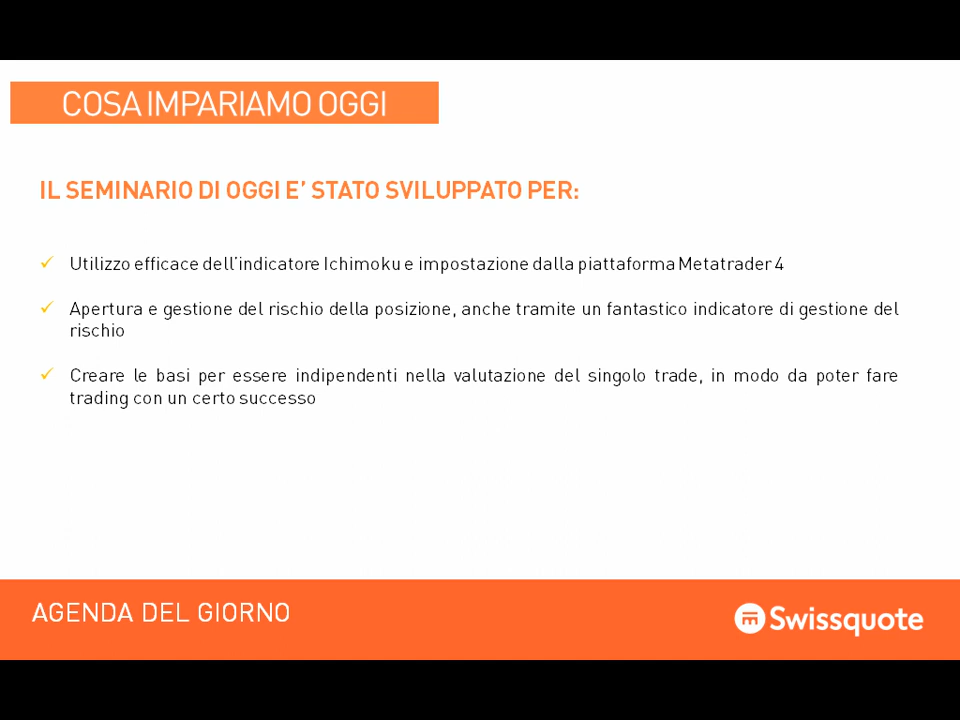 COSA IMPARIAMO OGGI
IL SEMINARIO DI OGGI E' STATO SVILUPPATO PER:
Utilizzo efficace dell'indicatore Ichimoku e impostazione dalla piattaforma Metatrader 4
Apertura e gestione del rischio della posizione, anche tramite un fantastico indicatore di gestione del
rischio
Creare le basi per essere indipendenti nella valutazione del singolo trade, in modo da poter fare
trading con un certo successo
AGENDA DEL GIORNO
Swissquote